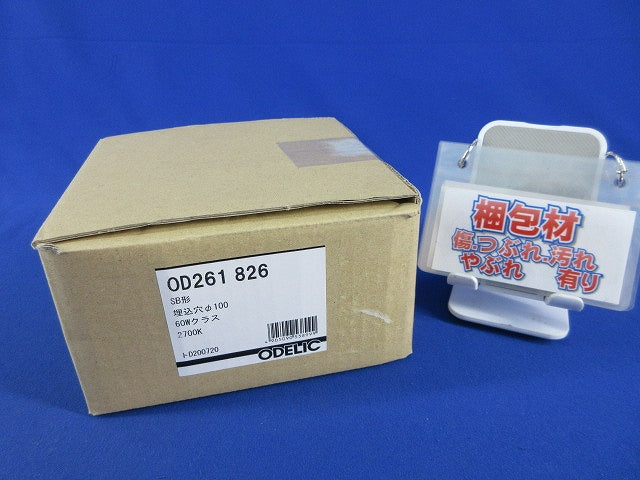 OD261 826
SB形
埋込穴φ100
60Wクラス
2700K
I-D200720
ODELIC
梱包材
傷・つぶれ・汚れ
やぶれ 有り